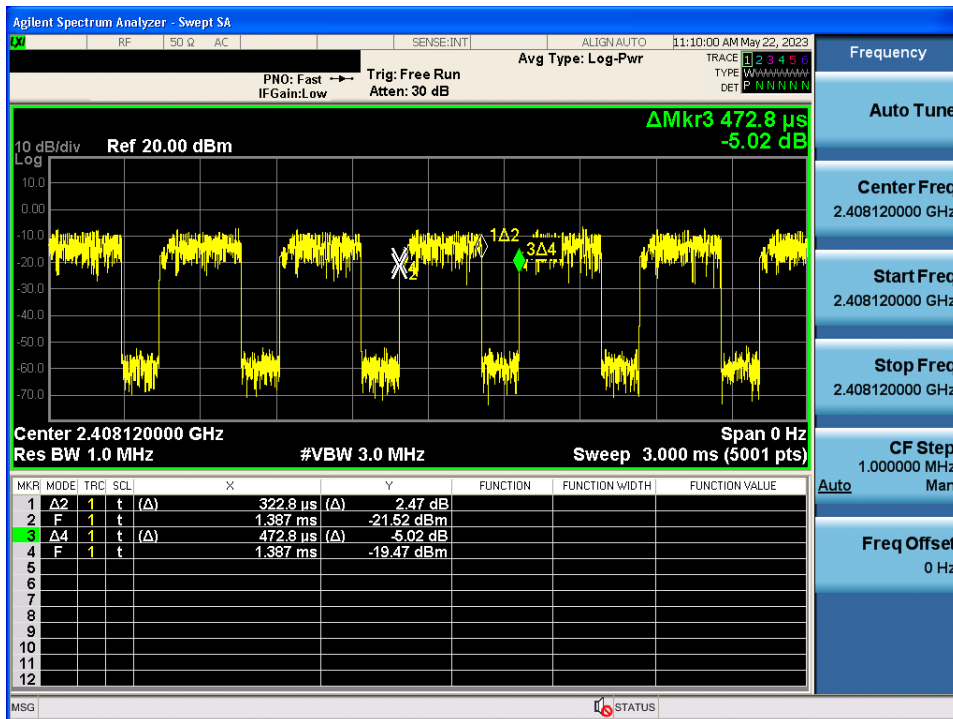 Agilent Spectrum Analyzer - Swept SA
LXI RF 50 Ω AC SENSE:INT ALIGN AUTO 11:10:00 AM May 22, 2023
Avg Type: Log-Pwr TRACE 1 2 3 4 5 6
PNO: Fast Trig: Free Run TYPE W
IFGain:Low Atten: 30 dB DET P N N N N N
ΔMkr3 472.8 µs
-5.02 dB
10 dB/div Ref 20.00 dBm
Log
10.0
0.00
-10.0
-20.0
-30.0
-40.0
-50.0
-60.0
-70.0
1Δ2
3Δ4
2
Center 2.408120000 GHz Span 0 Hz
Res BW 1.0 MHz #VBW 3.0 MHz Sweep 3.000 ms (5001 pts)
MKR MODE TRC SCL X Y FUNCTION FUNCTION WIDTH FUNCTION VALUE
1 Δ2 1 t (Δ) 322.8 µs (Δ) 2.47 dB
2 F 1 t 1.387 ms -21.52 dBm
3 Δ4 1 t (Δ) 472.8 µs (Δ) -5.02 dB
4 F 1 t 1.387 ms -19.47 dBm
5
6
7
8
9
10
11
12
MSG STATUS
Frequency
Auto Tune
Center Freq
2.408120000 GHz
Start Freq
2.408120000 GHz
Stop Freq
2.408120000 GHz
CF Step
1.000000 MHz
Auto Man
Freq Offset
0 Hz